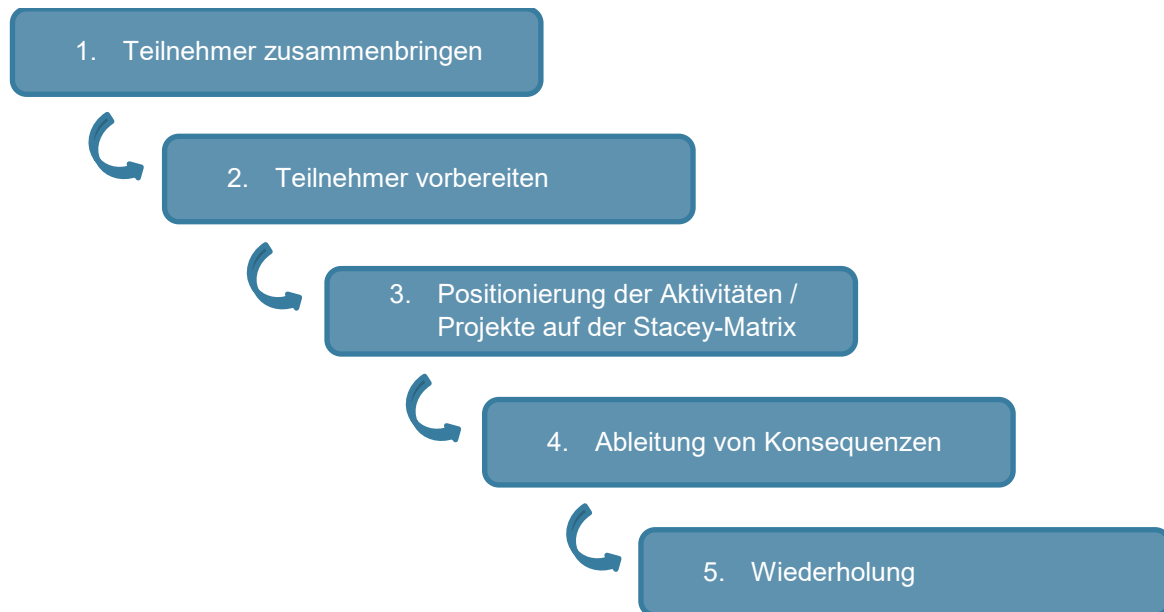 1. Teilnehmer zusammenbringen
2. Teilnehmer vorbereiten
3. Positionierung der Aktivitäten /
Projekte auf der Stacey-Matrix
4. Ableitung von Konsequenzen
5. Wiederholung